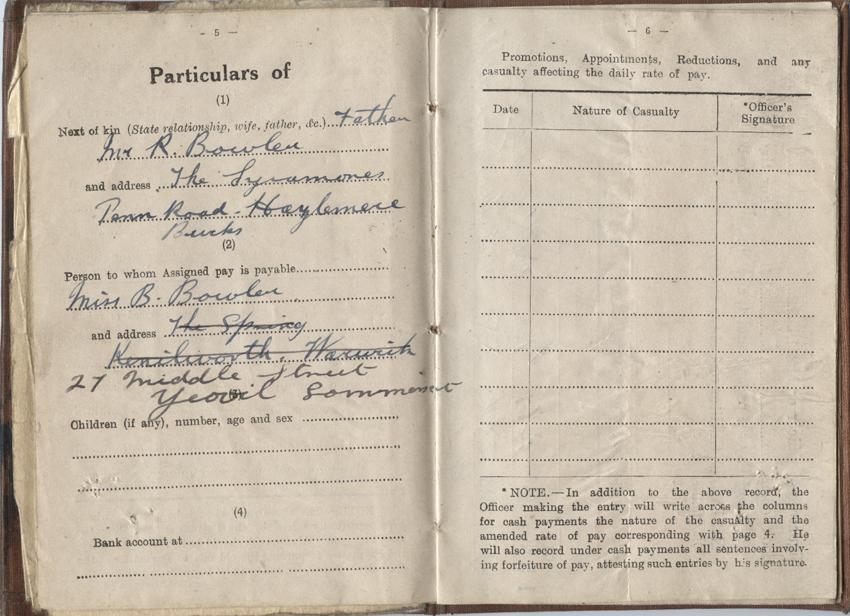 - 5 -
Particulars of
(1)
Next of kin (State relationship, wife, father, &c.)... Father
Mr R. Bowler
and address The Sycamores
Penn Road - Hazlemere
Bucks
(2)
Person to whom Assigned pay is payable
Miss B. Bowler
and address The Spring
Kenilworth. Warwick
27 Middle Street
Yeovil Sommerset
(3)
Children (if any), number, age and sex
(4)
Bank account at
- 6 -
Promotions, Appointments, Reductions, and any
casualty affecting the daily rate of pay.
Date
Nature of Casualty
*Officer's
Signature
* NOTE.—In addition to the above record, the
Officer making the entry will write across the columns
for cash payments the nature of the casualty and the
amended rate of pay corresponding with page 4. He
will also record under cash payments all sentences involv-
ing forfeiture of pay, attesting such entries by his signature.